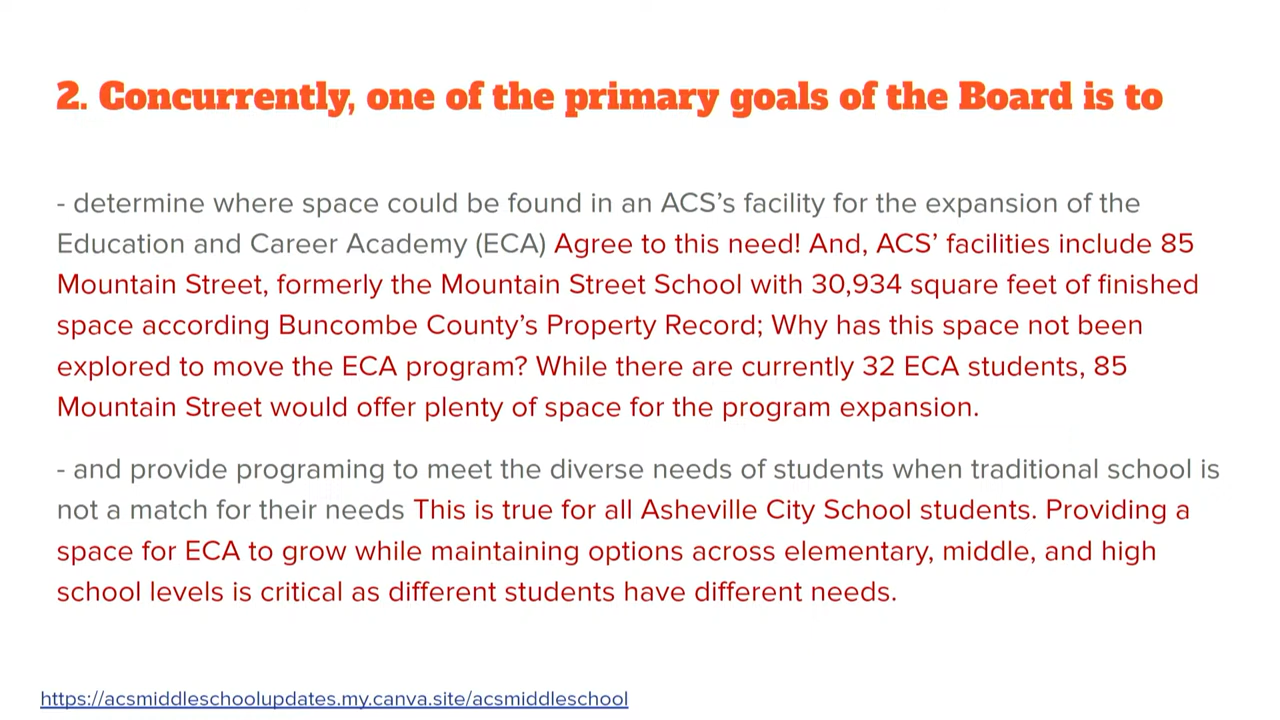 2. Concurrently, one of the primary goals of the Board is to
- determine where space could be found in an ACS’s facility for the expansion of the
Education and Career Academy (ECA) Agree to this need! And, ACS’ facilities include 85
Mountain Street, formerly the Mountain Street School with 30,934 square feet of finished
space according Buncombe County’s Property Record; Why has this space not been
explored to move the ECA program? While there are currently 32 ECA students, 85
Mountain Street would offer plenty of space for the program expansion.
- and provide programing to meet the diverse needs of students when traditional school is
not a match for their needs This is true for all Asheville City School students. Providing a
space for ECA to grow while maintaining options across elementary, middle, and high
school levels is critical as different students have different needs.
https://acsmiddleschoolupdates.my.canva.site/acsmiddleschool